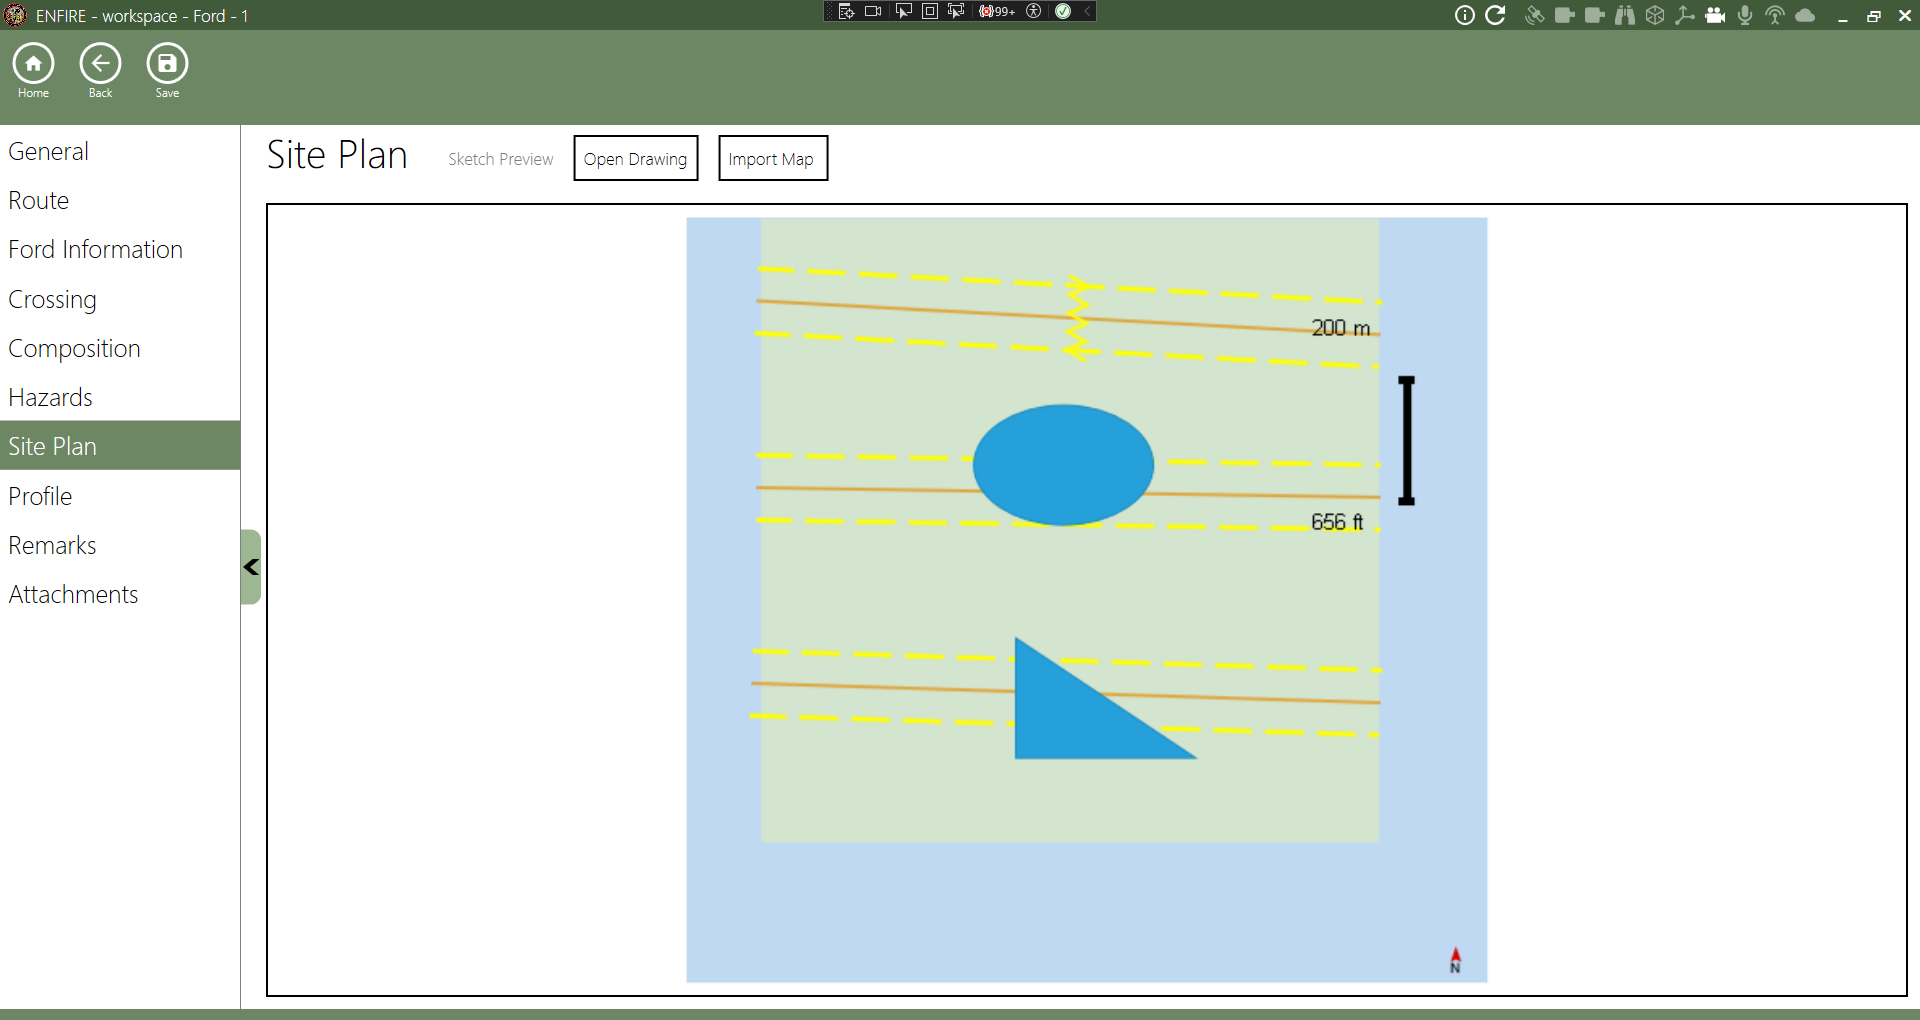 ENFIRE - workspace - Ford - 1
99+
Home
Back
Save
General
Route
Ford Information
Crossing
Composition
Hazards
Site Plan
Profile
Remarks
Attachments
Site Plan
Sketch Preview
Open Drawing
Import Map
200 m
656 ft
N